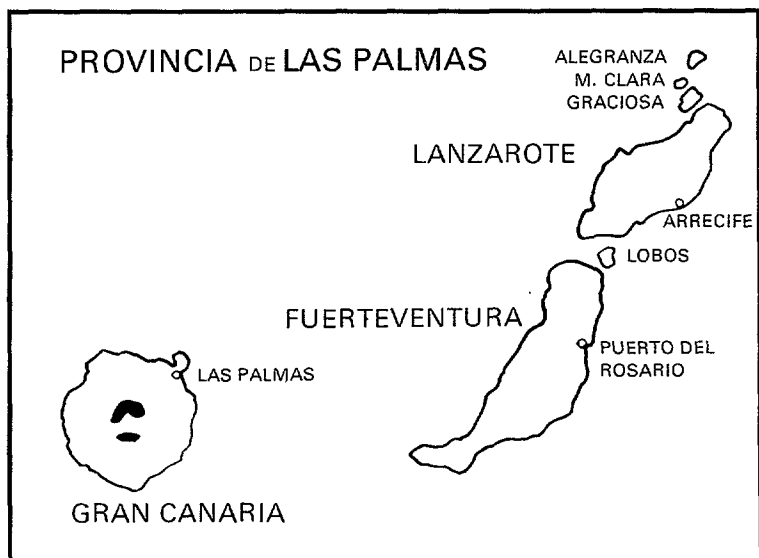 PROVINCIA DE LAS PALMAS
ALEGRANZA
M. CLARA
GRACIOSA
LANZAROTE
ARRECIFE
LOBOS
FUERTEVENTURA
PUERTO DEL
ROSARIO
LAS PALMAS
GRAN CANARIA